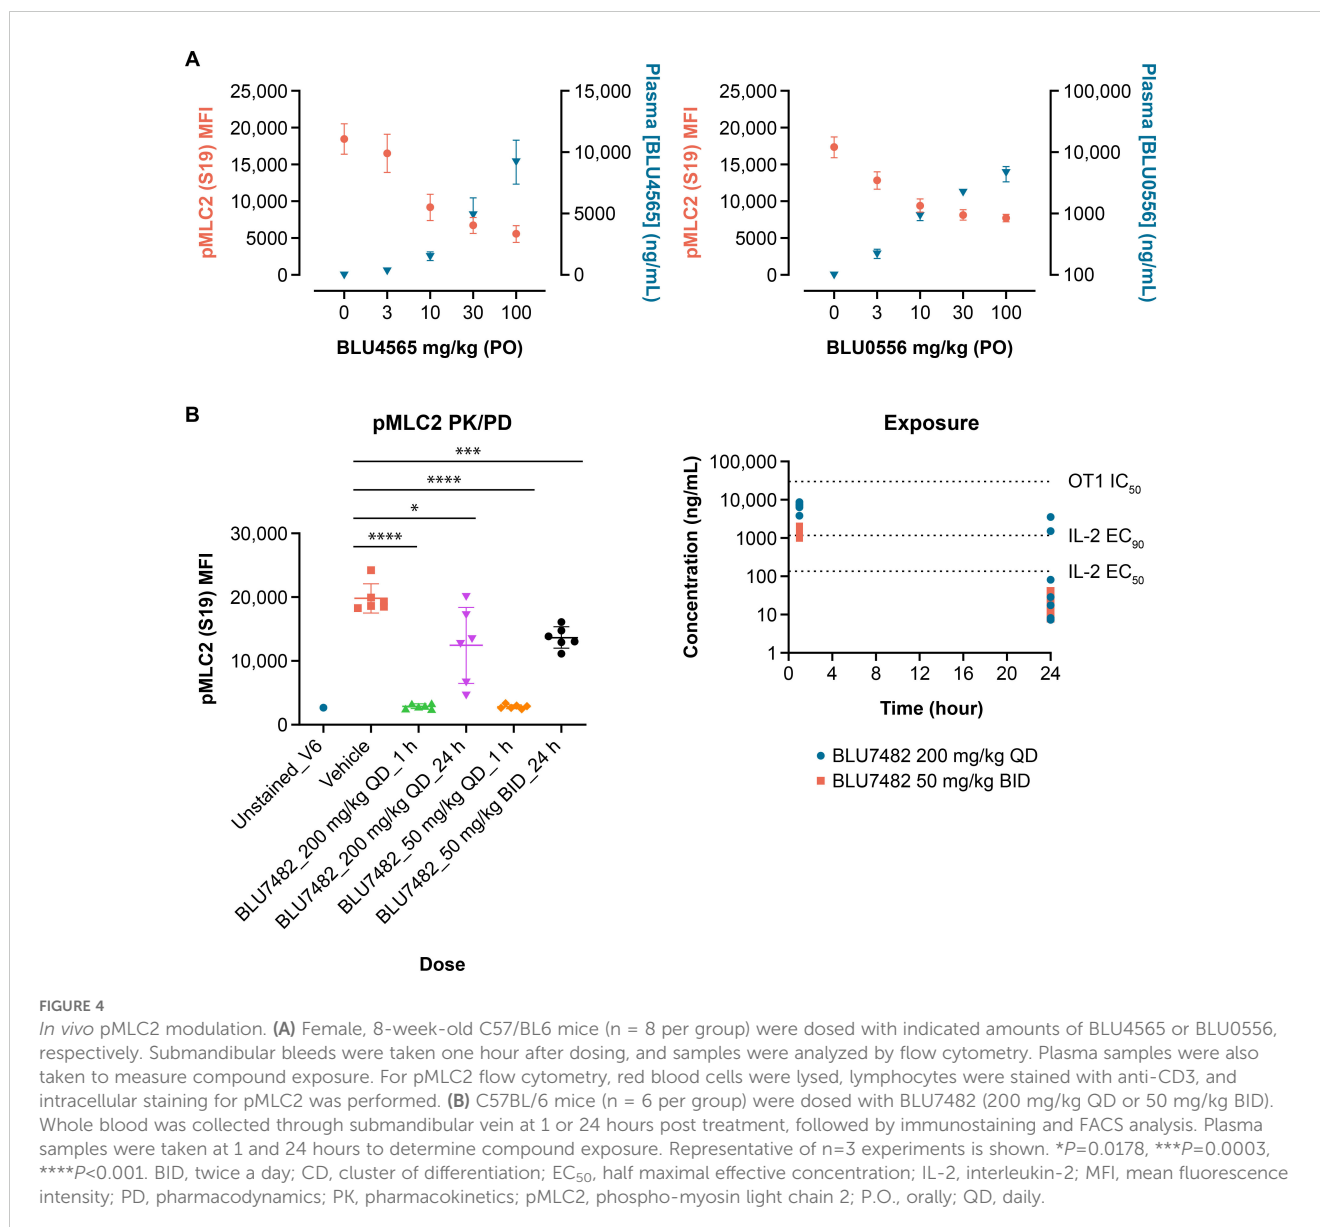 A
25,000
20,000
15,000
10,000
5000
0
pMLC2 (S19) MFI
15,000
10,000
5000
0
Plasma [BLU4565] (ng/mL)
0 3 10 30 100
BLU4565 mg/kg (PO)
25,000
20,000
15,000
10,000
5000
0
pMLC2 (S19) MFI
100,000
10,000
1000
100
Plasma [BLU0556] (ng/mL)
0 3 10 30 100
BLU0556 mg/kg (PO)
B
pMLC2 PK/PD
***
****
*
****
30,000
20,000
10,000
0
pMLC2 (S19) MFI
Unstained_V6
Vehicle
BLU7482_200 mg/kg QD_1 h
BLU7482_200 mg/kg QD_24 h
BLU7482_50 mg/kg QD_1 h
BLU7482_50 mg/kg BID_24 h
Dose
Exposure
100,000
10,000
1000
100
10
1
Concentration (ng/mL)
OT1 IC50
IL-2 EC90
IL-2 EC50
0 4 8 12 16 20 24
Time (hour)
BLU7482 200 mg/kg QD
BLU7482 50 mg/kg BID
FIGURE 4
In vivo pMLC2 modulation. (A) Female, 8-week-old C57/BL6 mice (n = 8 per group) were dosed with indicated amounts of BLU4565 or BLU0556,
respectively. Submandibular bleeds were taken one hour after dosing, and samples were analyzed by flow cytometry. Plasma samples were also
taken to measure compound exposure. For pMLC2 flow cytometry, red blood cells were lysed, lymphocytes were stained with anti-CD3, and
intracellular staining for pMLC2 was performed. (B) C57BL/6 mice (n = 6 per group) were dosed with BLU7482 (200 mg/kg QD or 50 mg/kg BID).
Whole blood was collected through submandibular vein at 1 or 24 hours post treatment, followed by immunostaining and FACS analysis. Plasma
samples were taken at 1 and 24 hours to determine compound exposure. Representative of n=3 experiments is shown. *P=0.0178, ***P=0.0003,
****P<0.001. BID, twice a day; CD, cluster of differentiation; EC50, half maximal effective concentration; IL-2, interleukin-2; MFI, mean fluorescence
intensity; PD, pharmacodynamics; PK, pharmacokinetics; pMLC2, phospho-myosin light chain 2; P.O., orally; QD, daily.